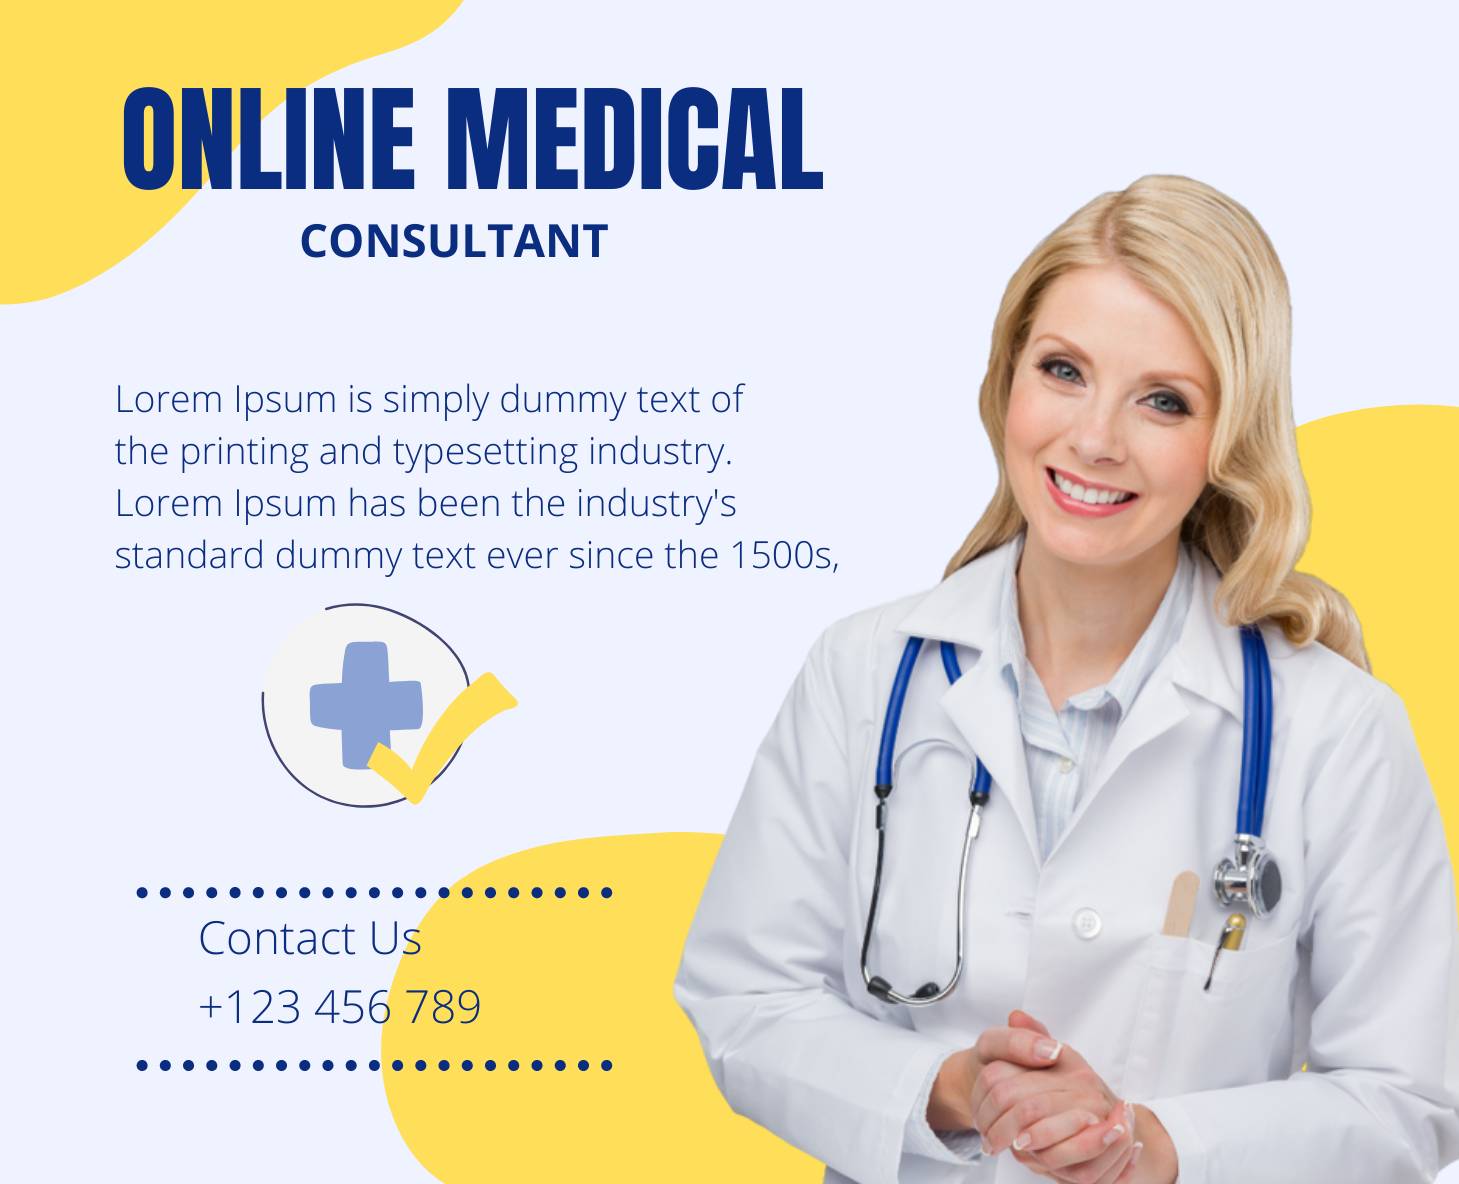 ONLINE MEDICAL
CONSULTANT
Lorem Ipsum is simply dummy text of
the printing and typesetting industry.
Lorem Ipsum has been the industry's
standard dummy text ever since the 1500s,
Contact Us
+123 456 789